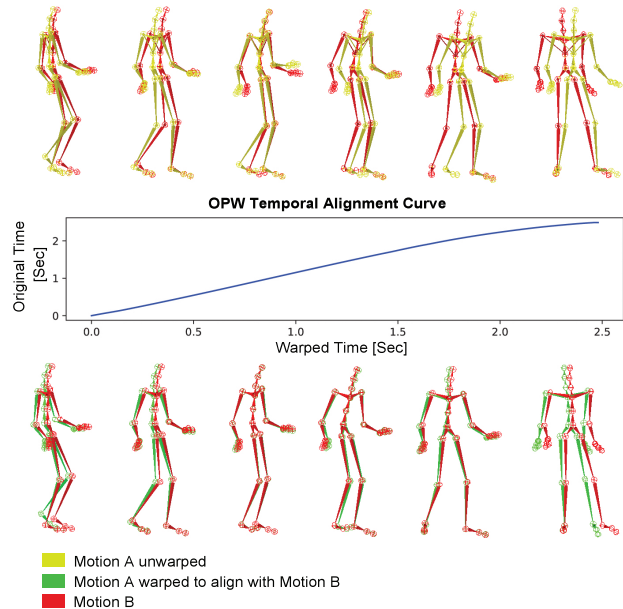 OPW Temporal Alignment Curve
Original Time
[Sec]
2
1
0
0.0
0.5
1.0
1.5
2.0
2.5
Warped Time [Sec]
Motion A unwarped
Motion A warped to align with Motion B
Motion B